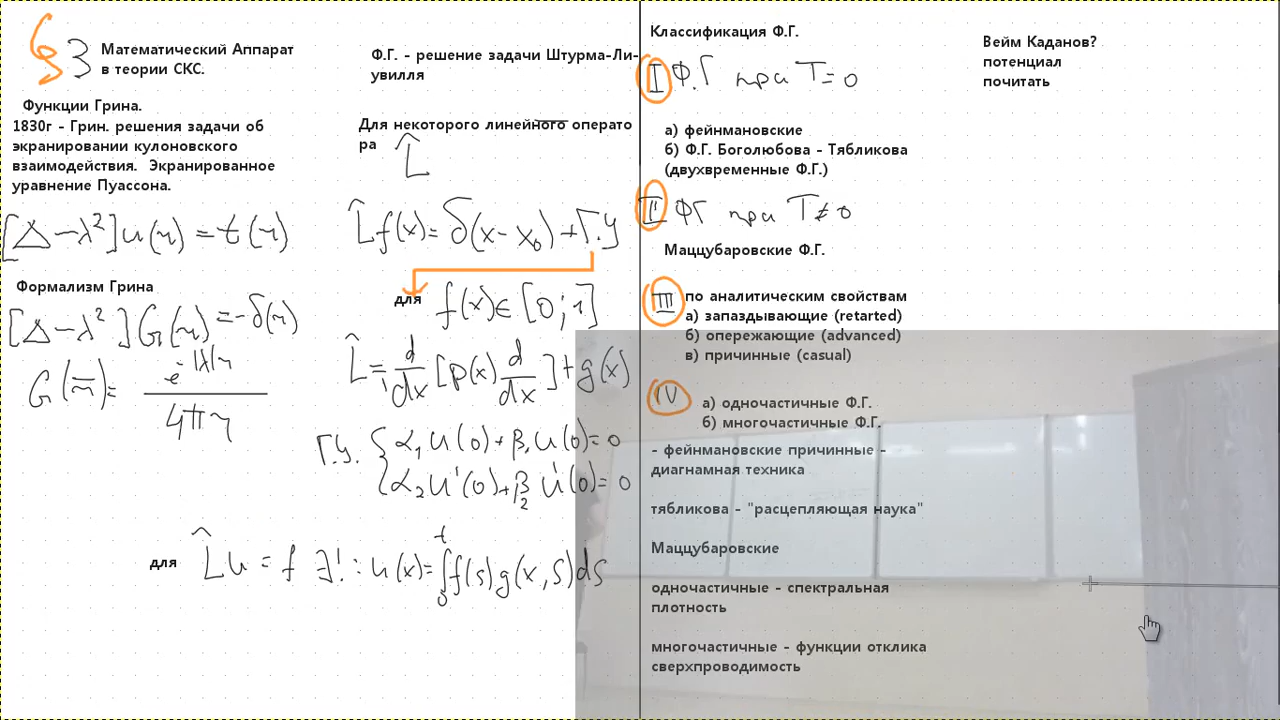 §3 Математический Аппарат
в теории СКС.
Функции Грина.
1830г - Грин. решения задачи об
экранировании кулоновского
взаимодействия. Экранированное
уравнение Пуассона.
[Δ-λ²]u(r) = t(r)
Формализм Грина
[Δ-λ²]G(r) = -δ(r)
G(r̄) = e^{-|λ|r} / 4πr
Ф.Г. - решение задачи Штурма-Ли-
увилля
Для некоторого линейного операто
ра L̂
L̂f(x) = δ(x-x₀) + Г.У
для f(x) ∈ [0;1]
L̂ = d/dx [p(x) d/dx] + g(x)
Г.У. { α₁u(0) + β₁u(0) = 0
{ α₂u'(0) + β₂u'(0) = 0
для L̂u = f ∃! : u(x) = ∫₀ᵗ f(s)g(x,s)ds
Классификация Ф.Г.
I Ф.Г при T=0
а) фейнмановские
б) Ф.Г. Боголюбова - Тябликова
(двухвременные Ф.Г.)
II ФГ при T≠0
Маццубаровские Ф.Г.
III по аналитическим свойствам
а) запаздывающие (retarted)
б) опережающие (advanced)
в) причинные (casual)
IV а) одночастичные Ф.Г.
б) многочастичные Ф.Г.
- фейнмановские причинные -
диагнамная техника
тябликова - "расцепляющая наука"
Маццубаровские
одночастичные - спектральная
плотность
многочастичные - функции отклика
сверхпроводимость
Вейм Каданов?
потенциал
почитать